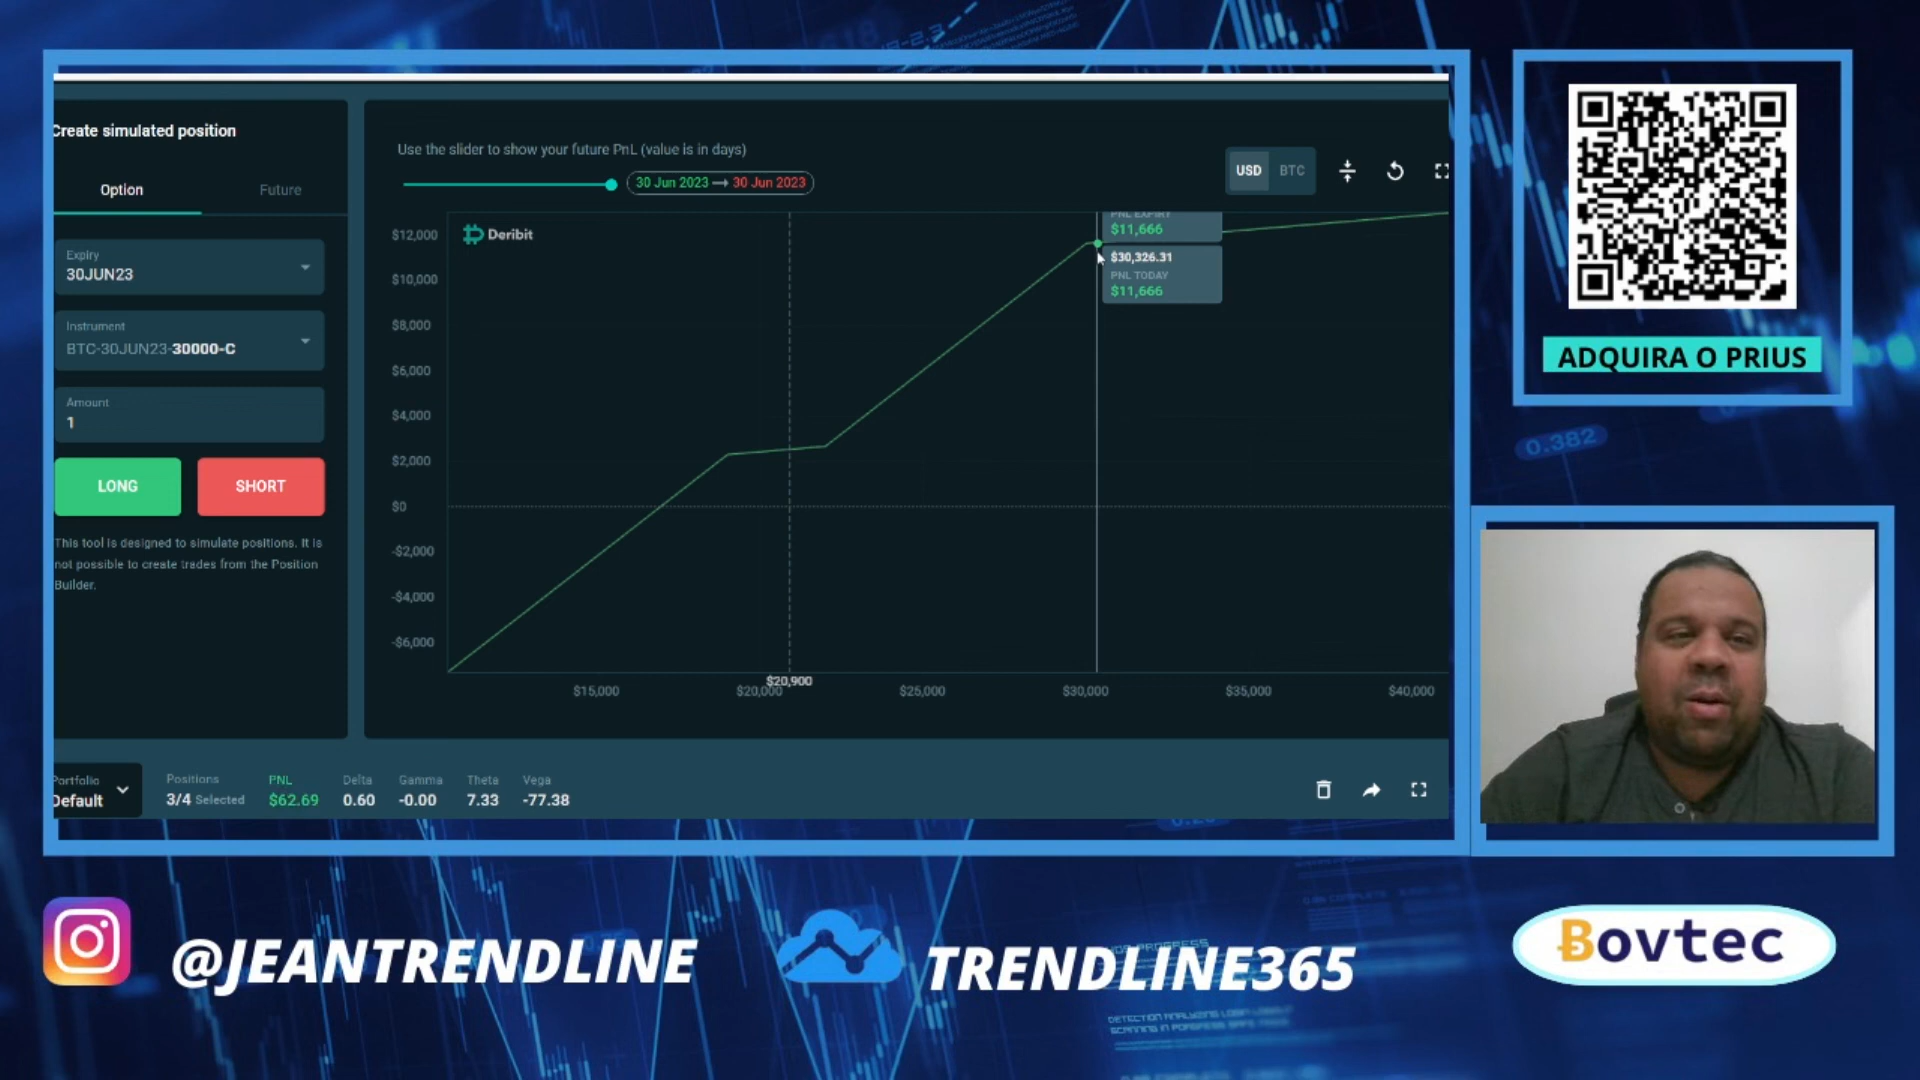 Create simulated position
Option
Future
Expiry
30JUN23
Instrument
BTC-30JUN23-30000-C
Amount
1
LONG
SHORT
This tool is designed to simulate positions. It is
not possible to create trades from the Position
Builder.
Use the slider to show your future PnL (value is in days)
30 Jun 2023 → 30 Jun 2023
USD
BTC
Deribit
$12,000
$10,000
$8,000
$6,000
$4,000
$2,000
$0
-$2,000
-$4,000
-$6,000
PNL EXPIRY
$11,666
$30,326.31
PNL TODAY
$11,666
$20,900
$15,000
$20,000
$25,000
$30,000
$35,000
$40,000
Portfolio
Default
Positions
3/4 Selected
PNL
$62.69
Delta
0.60
Gamma
-0.00
Theta
7.33
Vega
-77.38
ADQUIRA O PRIUS
0.382
@JEANTRENDLINE
TRENDLINE365
Bovtec